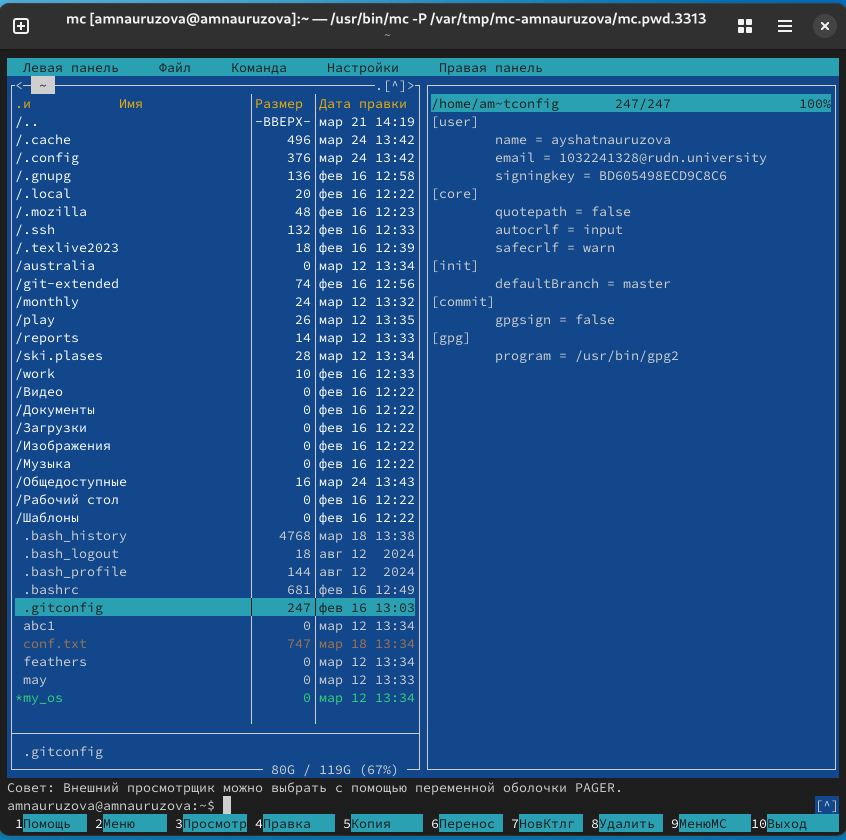 mc [amnauruzova@amnauruzova]:~ — /usr/bin/mc -P /var/tmp/mc-amnauruzova/mc.pwd.3313
~
Левая панель Файл Команда Настройки Правая панель
<─ ~ .[^]>
.и Имя Размер Дата правки
/.. -ВВЕРХ- мар 21 14:19
/.cache 496 мар 24 13:42
/.config 376 мар 24 13:42
/.gnupg 136 фев 16 12:58
/.local 20 фев 16 12:22
/.mozilla 48 фев 16 12:23
/.ssh 132 фев 16 12:33
/.texlive2023 18 фев 16 12:39
/australia 0 мар 12 13:34
/git-extended 74 фев 16 12:56
/monthly 24 мар 12 13:32
/play 26 мар 12 13:35
/reports 14 мар 12 13:33
/ski.plases 28 мар 12 13:34
/work 10 фев 16 12:33
/Видео 0 фев 16 12:22
/Документы 0 фев 16 12:22
/Загрузки 0 фев 16 12:22
/Изображения 0 фев 16 12:22
/Музыка 0 фев 16 12:22
/Общедоступные 16 мар 24 13:43
/Рабочий стол 0 фев 16 12:22
/Шаблоны 0 фев 16 12:22
.bash_history 4768 мар 18 13:38
.bash_logout 18 авг 12 2024
.bash_profile 144 авг 12 2024
.bashrc 681 фев 16 12:49
.gitconfig 247 фев 16 13:03
abc1 0 мар 12 13:34
conf.txt 747 мар 18 13:34
feathers 0 мар 12 13:34
may 0 мар 12 13:33
*my_os 0 мар 12 13:34
.gitconfig
80G / 119G (67%)
/home/am~tconfig 247/247 100%
[user]
name = ayshatnauruzova
email = 1032241328@rudn.university
signingkey = BD605498ECD9C8C6
[core]
quotepath = false
autocrlf = input
safecrlf = warn
[init]
defaultBranch = master
[commit]
gpgsign = false
[gpg]
program = /usr/bin/gpg2
Совет: Внешний просмотрщик можно выбрать с помощью переменной оболочки PAGER.
amnauruzova@amnauruzova:~$ [^]
1Помощь 2Меню 3Просмотр 4Правка 5Копия 6Перенос 7НовКтлг 8Удалить 9МенюMC 10Выход